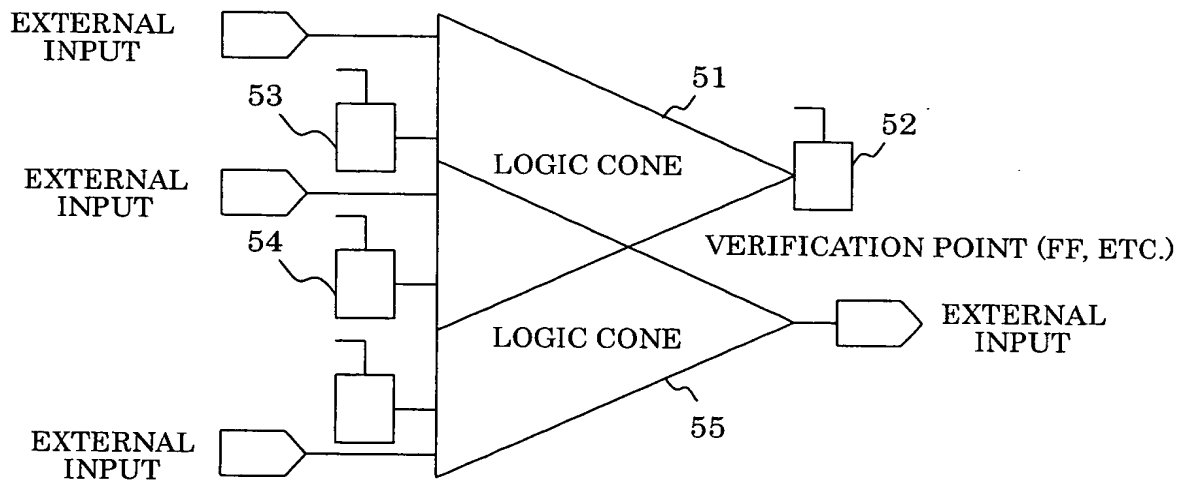 EXTERNAL
INPUT
53
51
52
LOGIC CONE
EXTERNAL
INPUT
54
VERIFICATION POINT (FF, ETC.)
LOGIC CONE
EXTERNAL
INPUT
55
EXTERNAL
INPUT